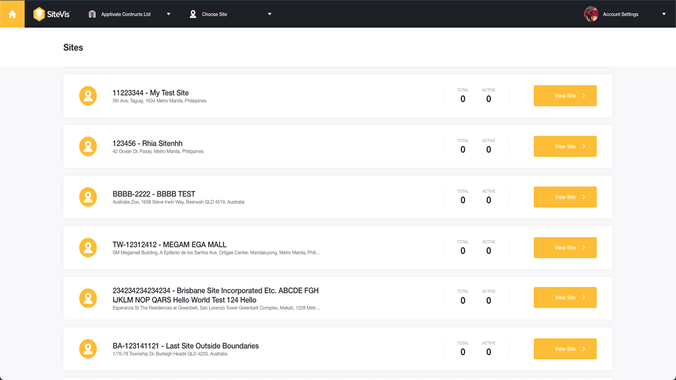 SiteVis
Apptivate Contructs List
Choose Site
Account Settings
Sites
11223344 - My Test Site
5th Ave, Taguig, 1634 Metro Manila, Philippines
TOTAL
0
ACTIVE
0
View Site
123456 - Rhia Sitenhh
42 Ocean Dr, Pasay, Metro Manila, Philippines
TOTAL
0
ACTIVE
0
View Site
BBBB-2222 - BBBB TEST
Australia Zoo, 1638 Steve Irwin Way, Beerwah QLD 4519, Australia
TOTAL
0
ACTIVE
0
View Site
TW-12312412 - MEGAM EGA MALL
SM Megamall Building, A Epifanio de los Santos Ave, Ortigas Center, Mandaluyong, Metro Manila, Phili...
TOTAL
0
ACTIVE
0
View Site
234234234234234 - Brisbane Site Incorporated Etc. ABCDE FGH
IJKLM NOP QARS Hello World Test 124 Hello
Esperanza St The Residences at Greenbelt, San Lorenzo Tower Greenbelt Complex, Makati, 1228 Metr...
TOTAL
0
ACTIVE
0
View Site
BA-123141121 - Last Site Outside Boundaries
1/76-78 Township Dr, Burleigh Heads QLD 4220, Australia
TOTAL
0
ACTIVE
0
View Site